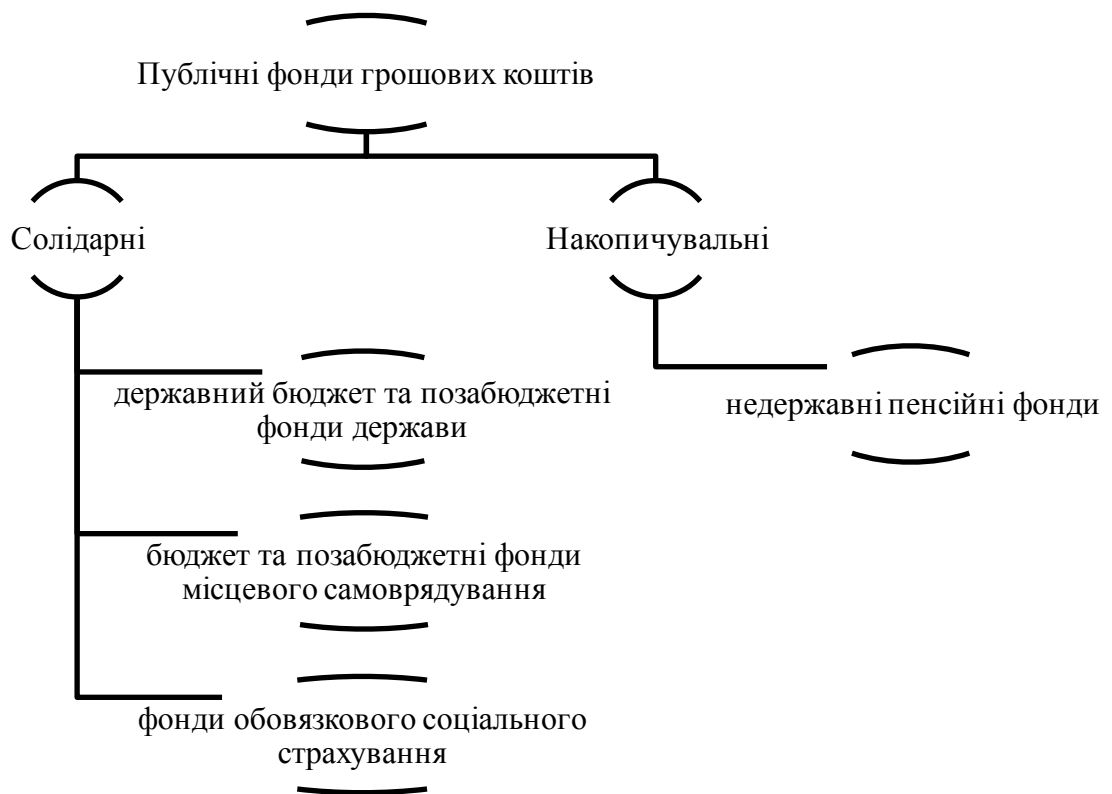 Публічні фонди грошових коштів
Солідарні
Накопичувальні
державний бюджет та позабюджетні
фонди держави
недержавні пенсійні фонди
бюджет та позабюджетні фонди
місцевого самоврядування
фонди обовязкового соціального
страхування